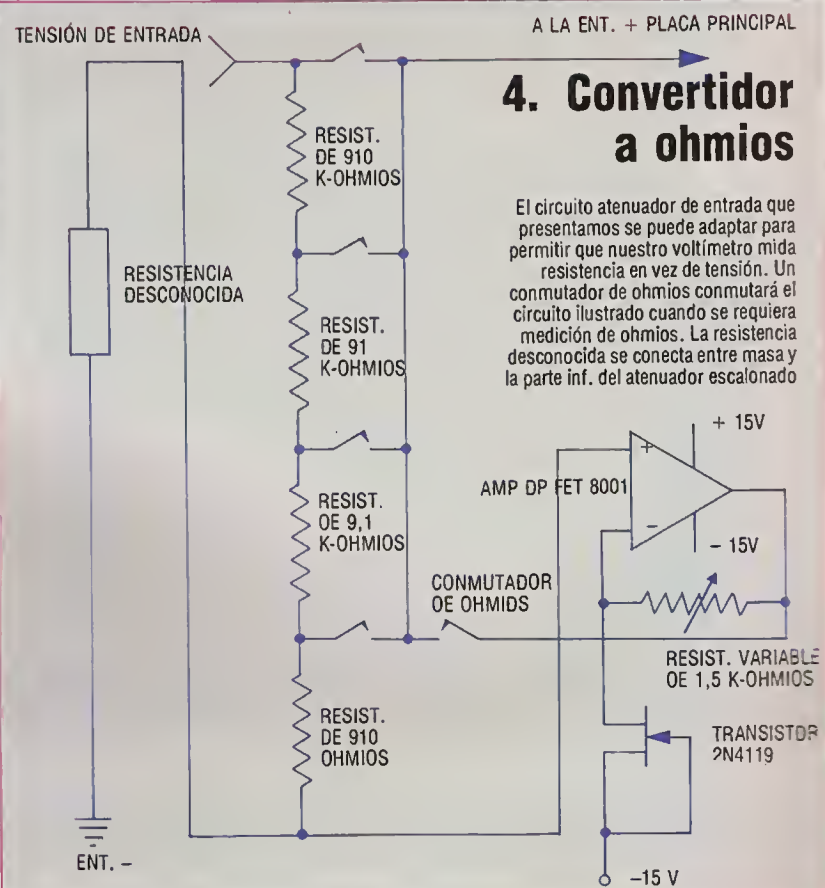 TENSIÓN DE ENTRADA
A LA ENT. + PLACA PRINCIPAL
4. Convertidor
a ohmios
El circuito atenuador de entrada que
presentamos se puede adaptar para
permitir que nuestro voltímetro mida
resistencia en vez de tensión. Un
conmutador de ohmios conmutará el
circuito ilustrado cuando se requiera
medición de ohmios. La resistencia
desconocida se conecta entre masa y
la parte inf. del atenuador escalonado
RESIST.
DE 910
K-OHMIOS
RESISTENCIA
DESCONOCIDA
RESIST.
DE 91
K-OHMIOS
+ 15V
AMP DP FET 8001
+
−
− 15V
RESIST.
OE 9,1
K-OHMIOS
CONMUTADOR
OE OHMIDS
RESIST. VARIABLE
OE 1,5 K-OHMIOS
RESIST.
DE 910
OHMIOS
TRANSISTOR
2N4119
ENT. −
−15 V